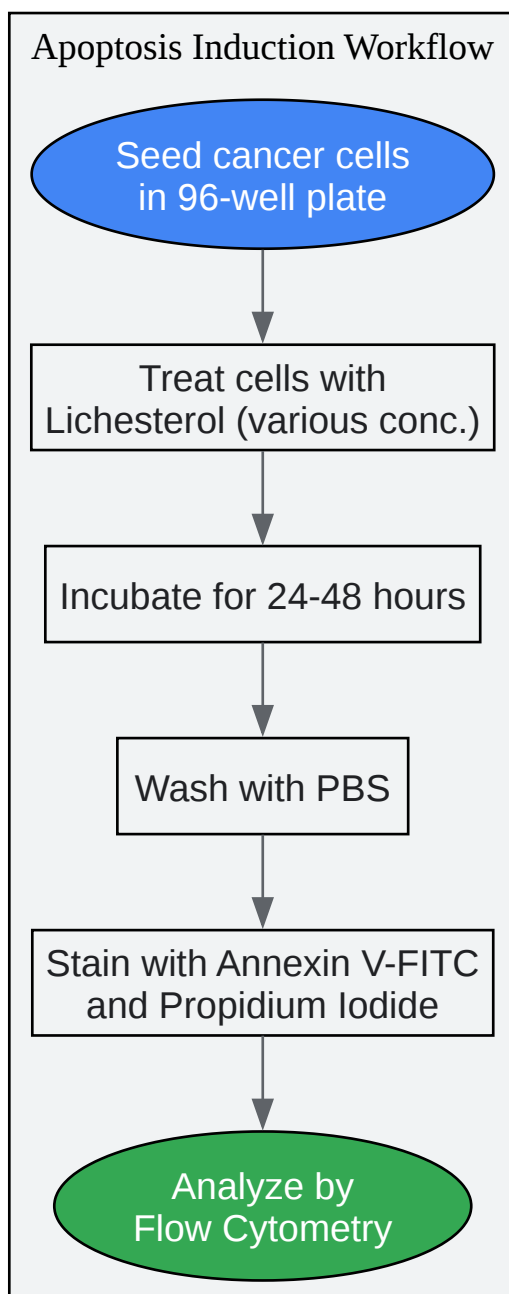 Apoptosis Induction Workflow
Seed cancer cells
in 96-well plate
Treat cells with
Lichesterol (various conc.)
Incubate for 24-48 hours
Wash with PBS
Stain with Annexin V-FITC
and Propidium Iodide
Analyze by
Flow Cytometry